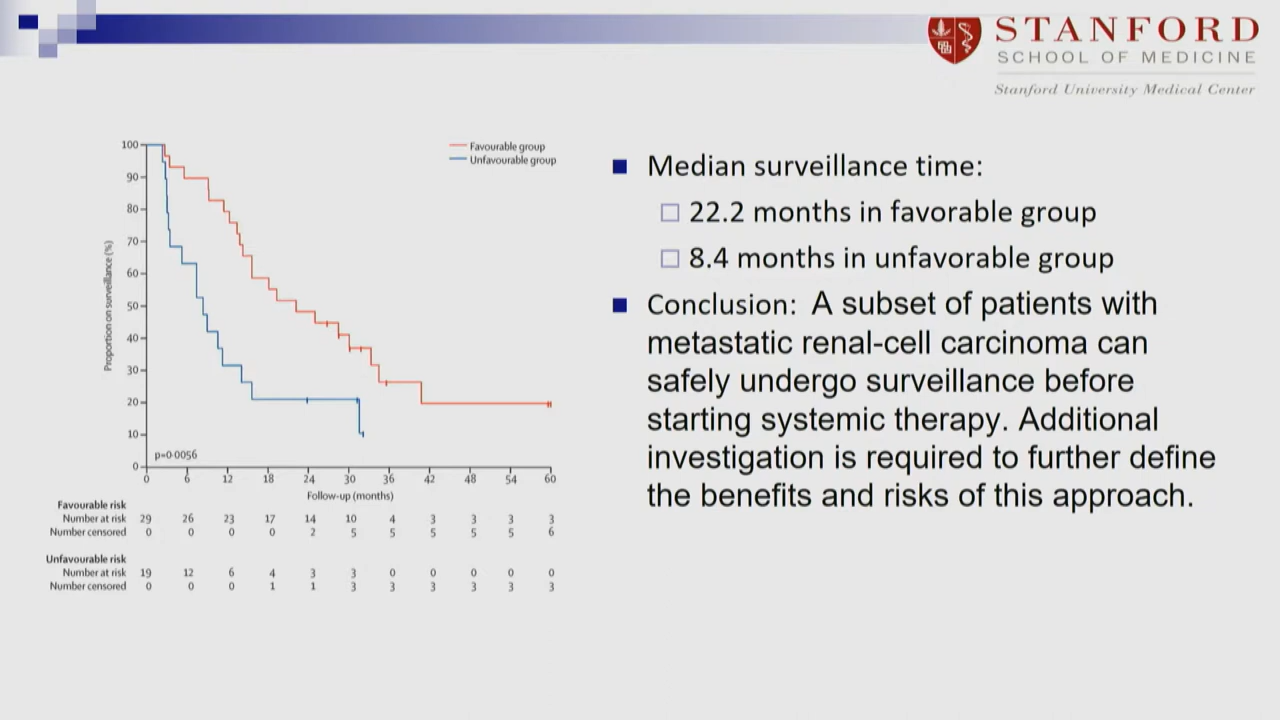 STANFORD
SCHOOL OF MEDICINE
Stanford University Medical Center
Favourable group
Unfavourable group
100
90
80
70
60
50
40
30
20
10
0
Proportion on surveillance (%)
p=0·0056
0 6 12 18 24 30 36 42 48 54 60
Follow-up (months)
Favourable risk
Number at risk 29 26 23 17 14 10 4 3 3 3 3
Number censored 0 0 0 0 2 5 5 5 5 5 6
Unfavourable risk
Number at risk 19 12 6 4 3 3 0 0 0 0 0
Number censored 0 0 0 1 1 3 3 3 3 3 3
Median surveillance time:
22.2 months in favorable group
8.4 months in unfavorable group
Conclusion: A subset of patients with
metastatic renal-cell carcinoma can
safely undergo surveillance before
starting systemic therapy. Additional
investigation is required to further define
the benefits and risks of this approach.